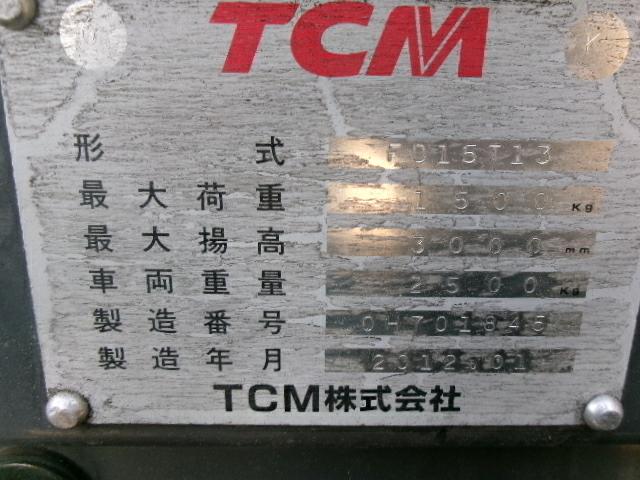 TCM
形式 FD15T13
最大荷重 1500 Kg
最大揚高 3000 mm
車両重量 2500 Kg
製造番号 04701845
製造年月 2012.01
TCM株式会社